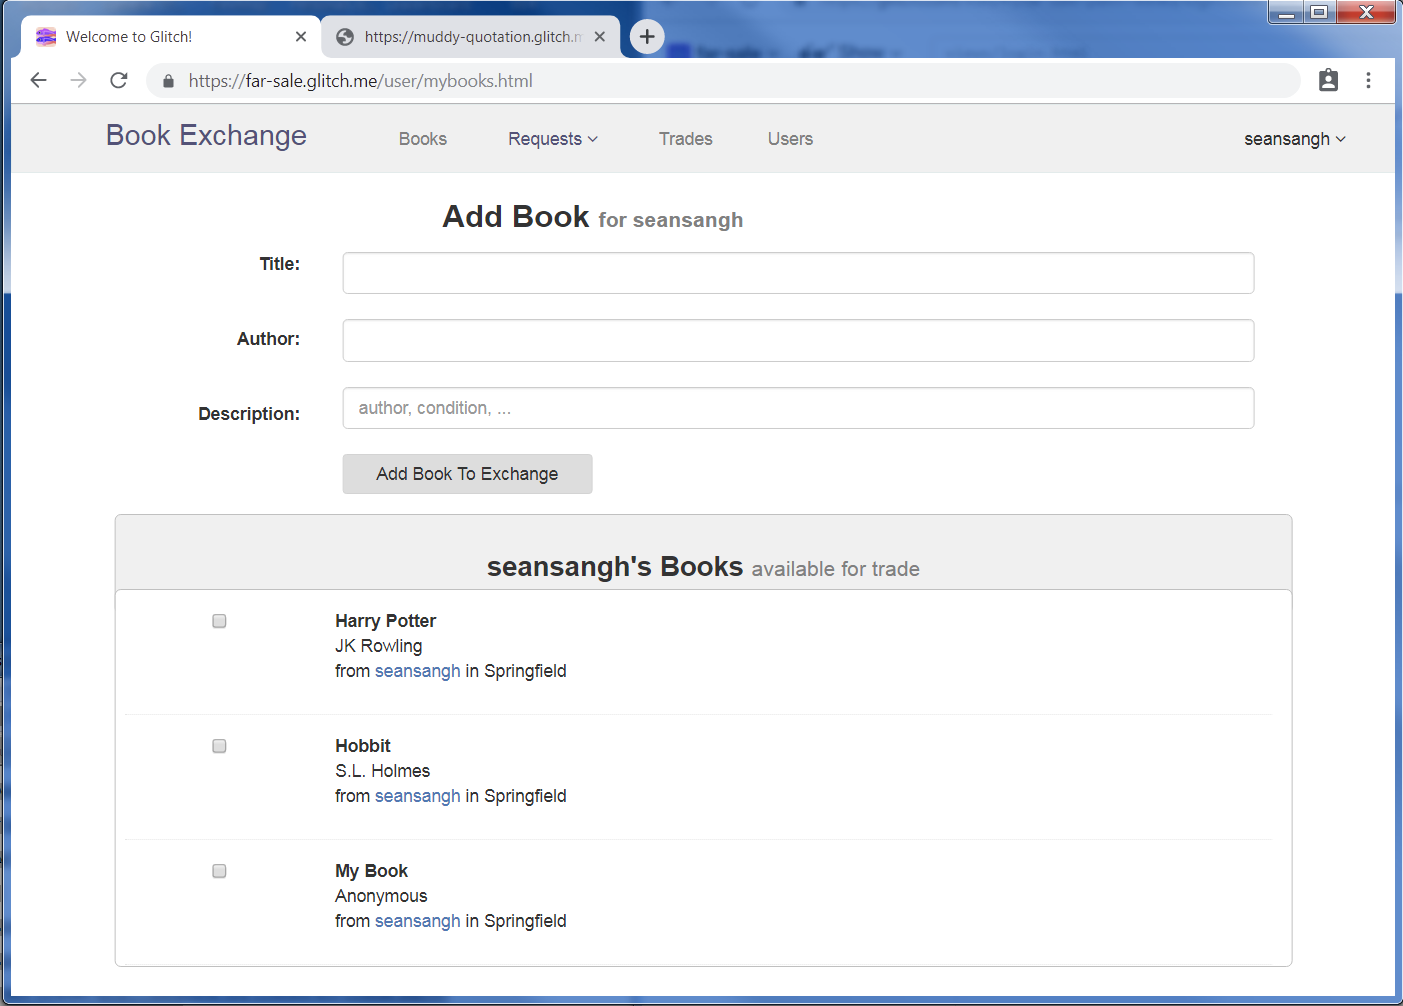 Welcome to Glitch!
https://muddy-quotation.glitch.m
https://far-sale.glitch.me/user/mybooks.html
Book Exchange Books Requests Trades Users seansangh
Add Book for seansangh
Title:
Author:
Description: author, condition, ...
Add Book To Exchange
seansangh's Books available for trade
Harry Potter
JK Rowling
from seansangh in Springfield
Hobbit
S.L. Holmes
from seansangh in Springfield
My Book
Anonymous
from seansangh in Springfield